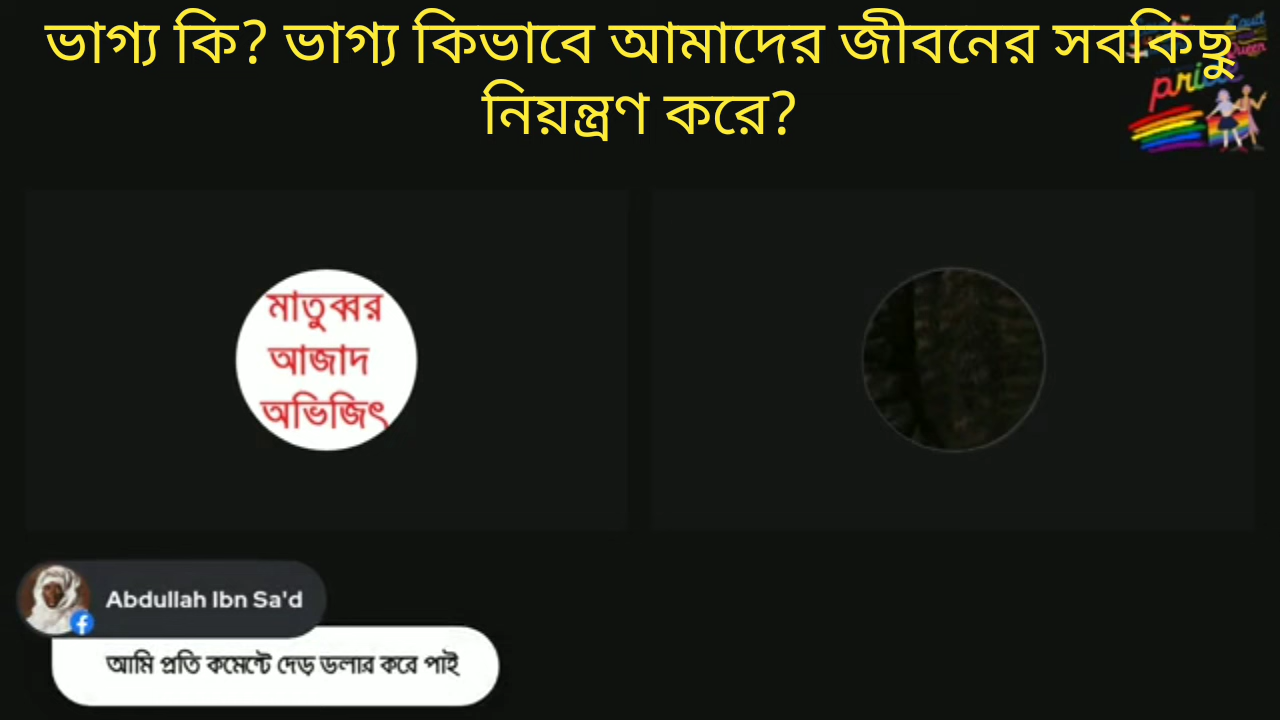 ভাগ্য কি? ভাগ্য কিভাবে আমাদের জীবনের সবকিছু
নিয়ন্ত্রণ করে?
pride
মাতুব্বর
আজাদ
অভিজিৎ
Abdullah Ibn Sa'd
আমি প্রতি কমেন্টে দেড় ডলার করে পাই